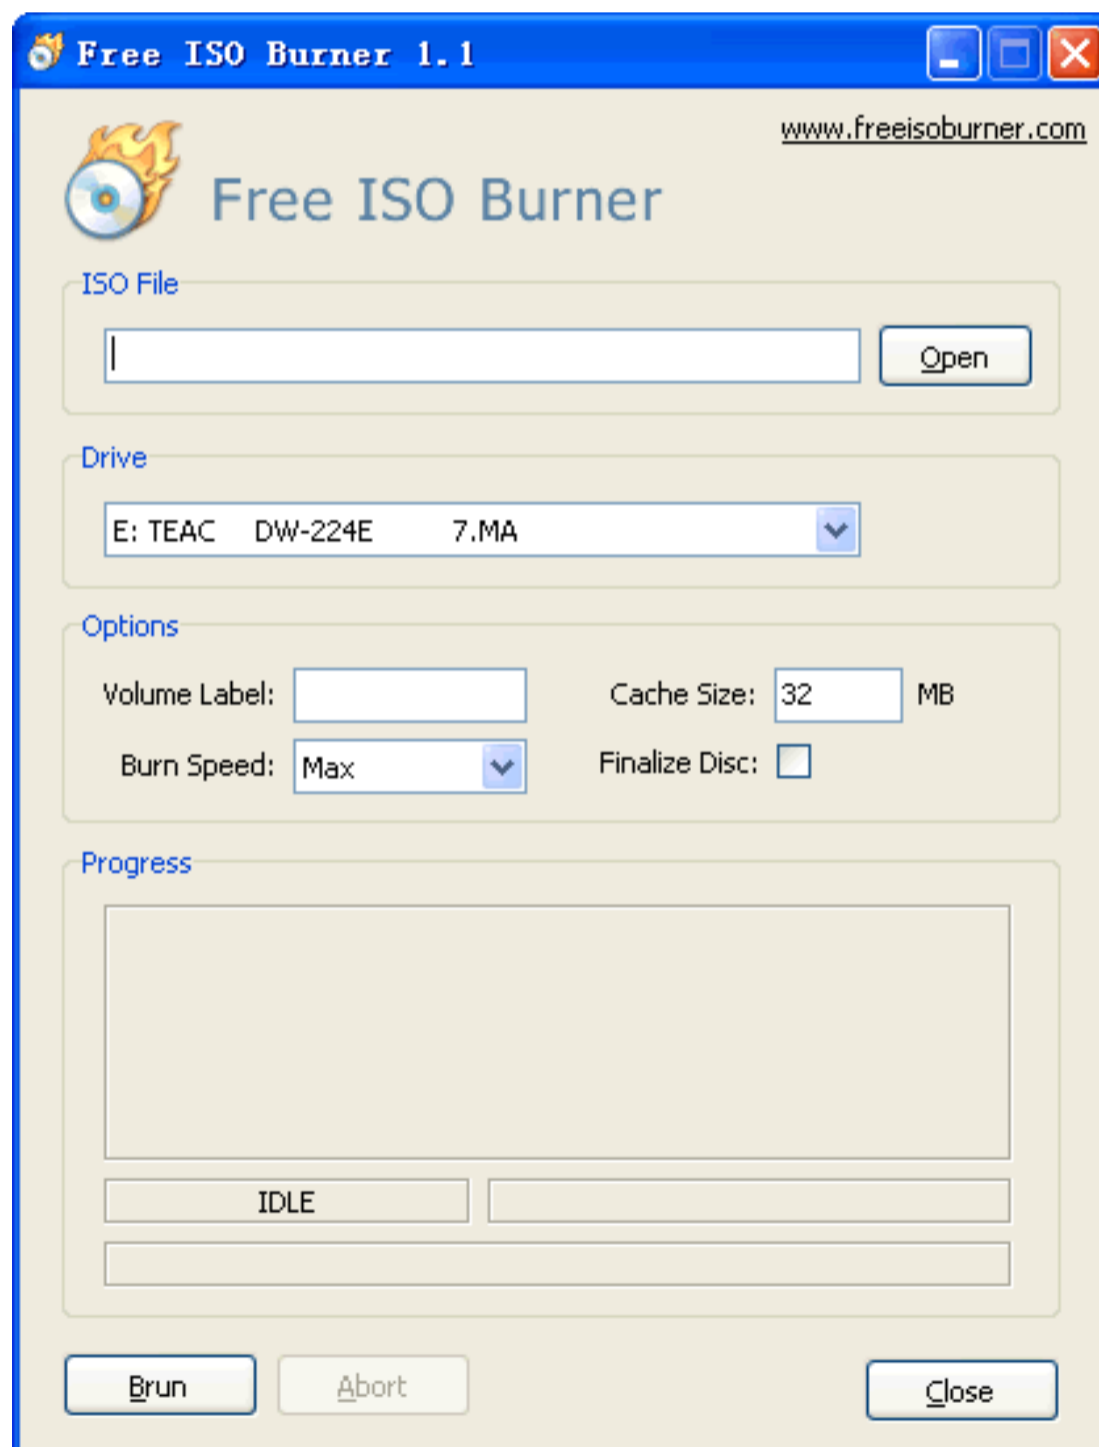 Free ISO Burner 1.1
www.freeisoburner.com
Free ISO Burner
ISO File
Open
Drive
E: TEAC DW-224E 7.MA
Options
Volume Label: Cache Size: 32 MB
Burn Speed: Max Finalize Disc:
Progress
IDLE
Brun Abort Close